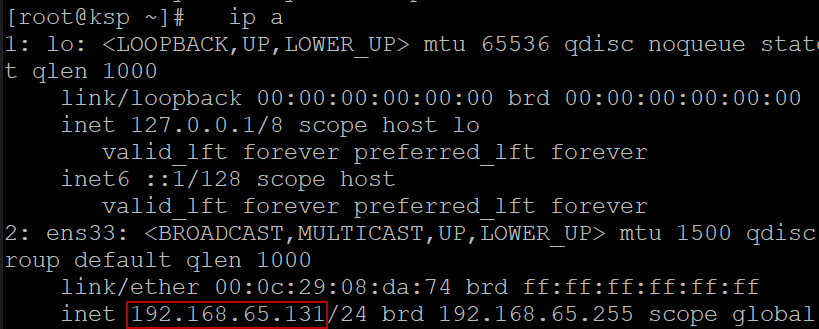 [root@ksp ~]#   ip a
1: lo: <LOOPBACK,UP,LOWER_UP> mtu 65536 qdisc noqueue state
t qlen 1000
    link/loopback 00:00:00:00:00:00 brd 00:00:00:00:00:00
    inet 127.0.0.1/8 scope host lo
       valid_lft forever preferred_lft forever
    inet6 ::1/128 scope host
       valid_lft forever preferred_lft forever
2: ens33: <BROADCAST,MULTICAST,UP,LOWER_UP> mtu 1500 qdisc
roup default qlen 1000
    link/ether 00:0c:29:08:da:74 brd ff:ff:ff:ff:ff:ff
    inet 192.168.65.131/24 brd 192.168.65.255 scope global